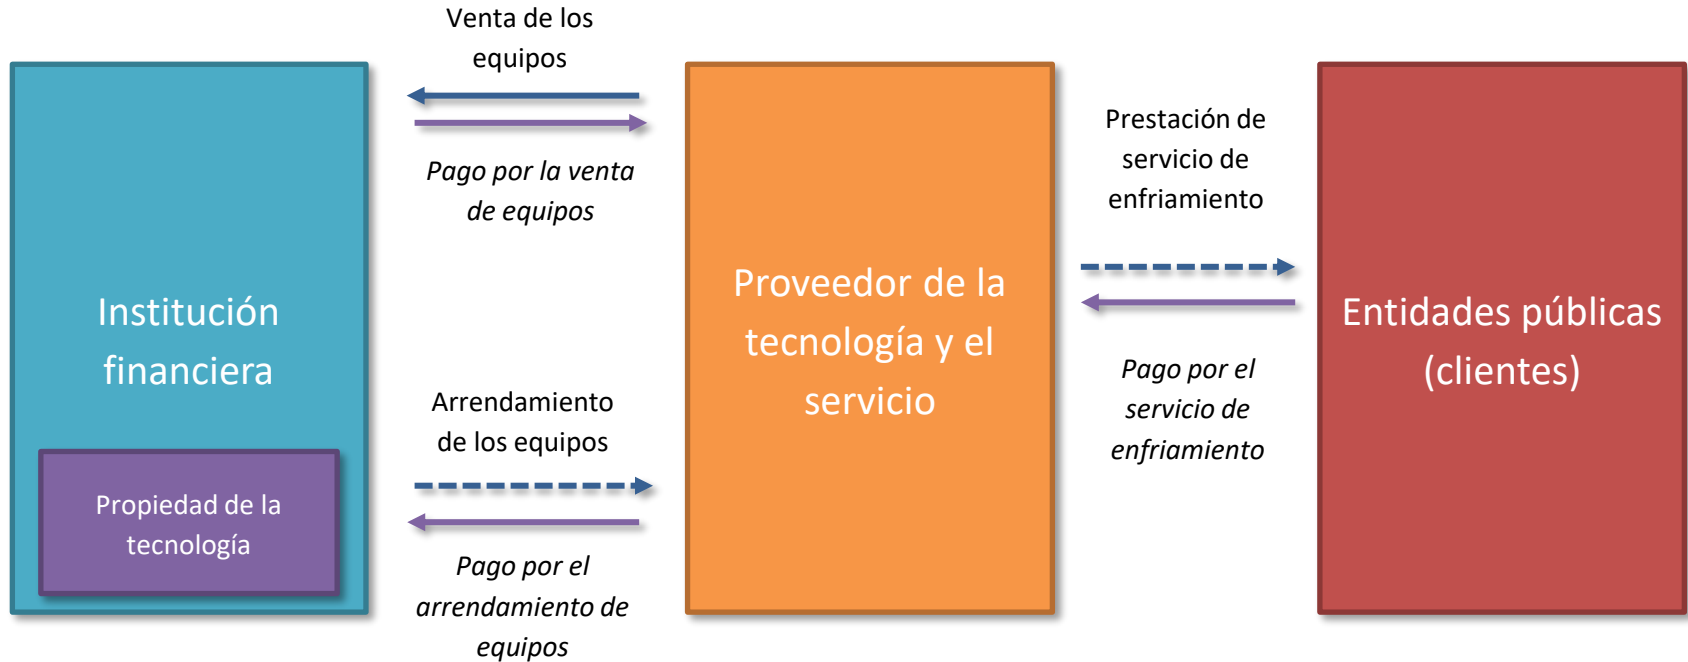 Venta de los
equipos
Pago por la venta
de equipos
Institución
financiera
Arrendamiento
de los equipos
Propiedad de la
tecnología
Pago por el
arrendamiento de
equipos
Proveedor de la
tecnología y el
servicio
Prestación de
servicio de
enfriamiento
Pago por el
servicio de
enfriamiento
Entidades públicas
(clientes)